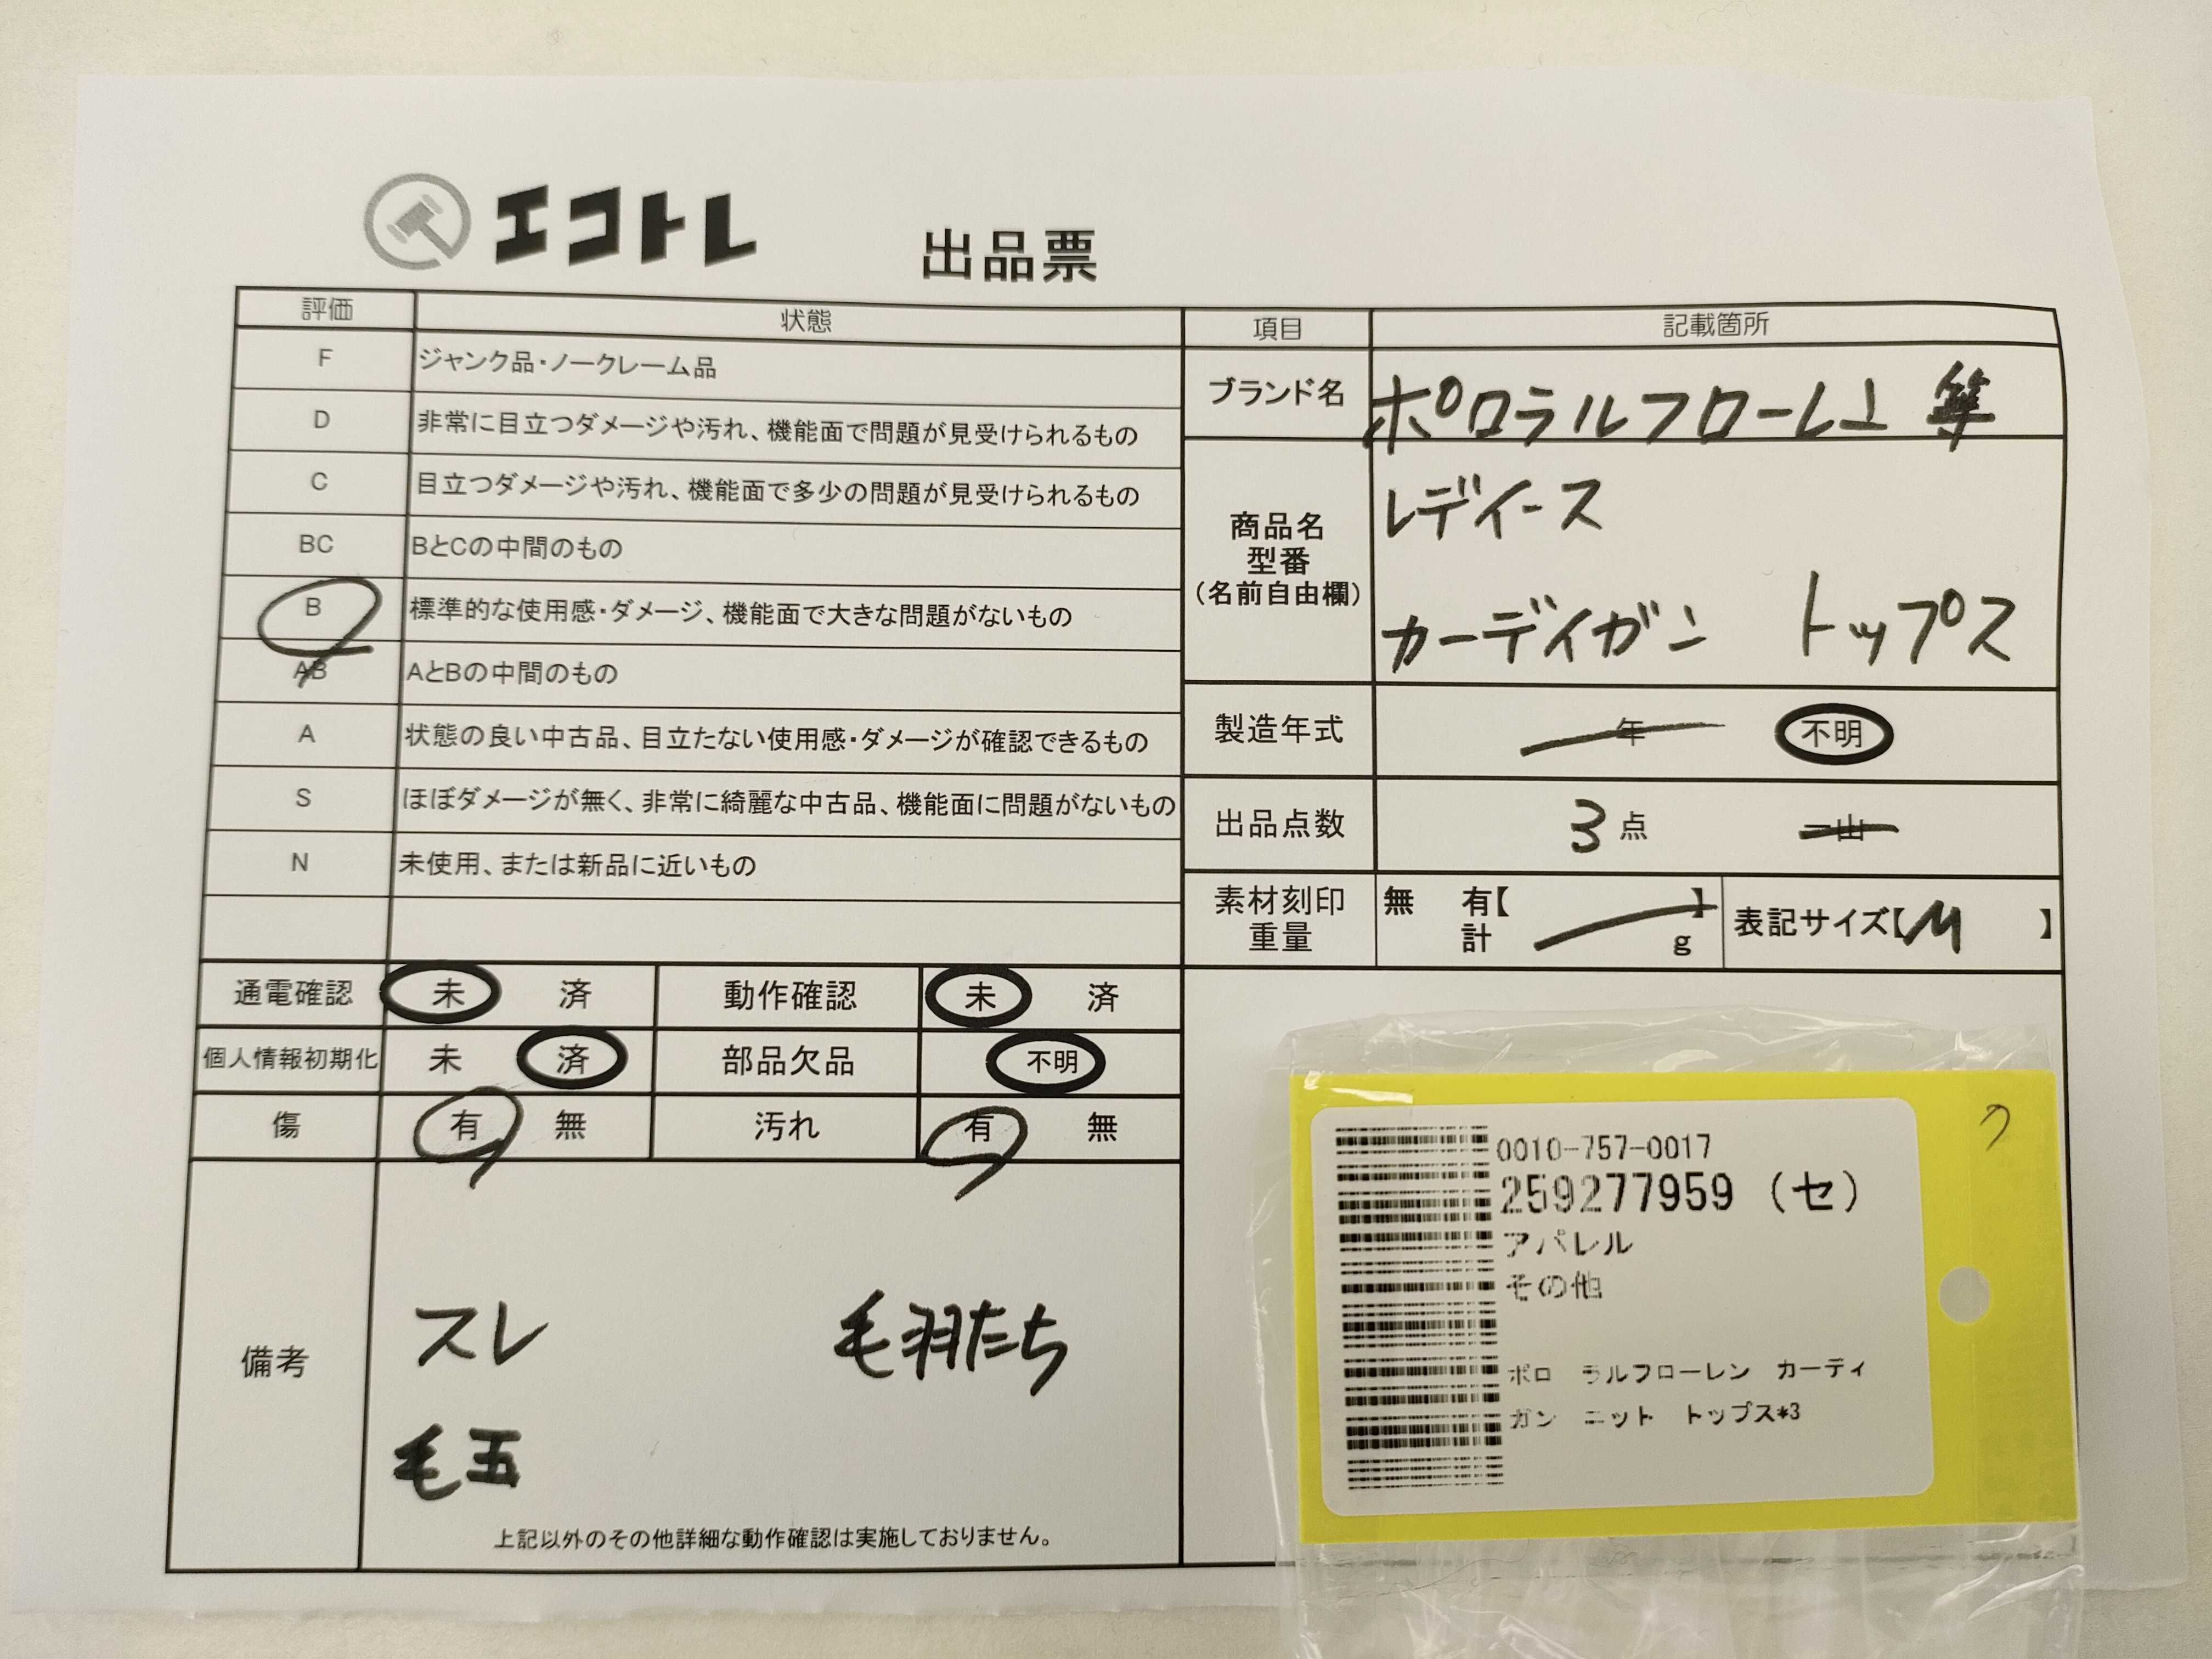 エコトレ 出品票
評価 状態
F ジャンク品・ノークレーム品
D 非常に目立つダメージや汚れ、機能面で問題が見受けられるもの
C 目立つダメージや汚れ、機能面で多少の問題が見受けられるもの
BC BとCの中間のもの
B 標準的な使用感・ダメージ、機能面で大きな問題がないもの
AB AとBの中間のもの
A 状態の良い中古品、目立たない使用感・ダメージが確認できるもの
S ほぼダメージが無く、非常に綺麗な中古品、機能面に問題がないもの
N 未使用、または新品に近いもの
通電確認 未 済 動作確認 未 済
個人情報初期化 未 済 部品欠品 不明
傷 有 無 汚れ 有 無
備考
スレ 毛羽たち
毛玉
上記以外のその他詳細な動作確認は実施しておりません。
項目 記載箇所
ブランド名 ポロラルフローレン 等
商品名
型番
(名前自由欄)
レディース
カーディガン トップス
製造年式 年 不明
出品点数 3点 一山
素材刻印 無 有【 】
重量 計 g
表記サイズ【M 】
0010-757-0017
259277959 (セ)
アパレル
その他
ポロ ラルフローレン カーディ
ガン ニット トップス*3